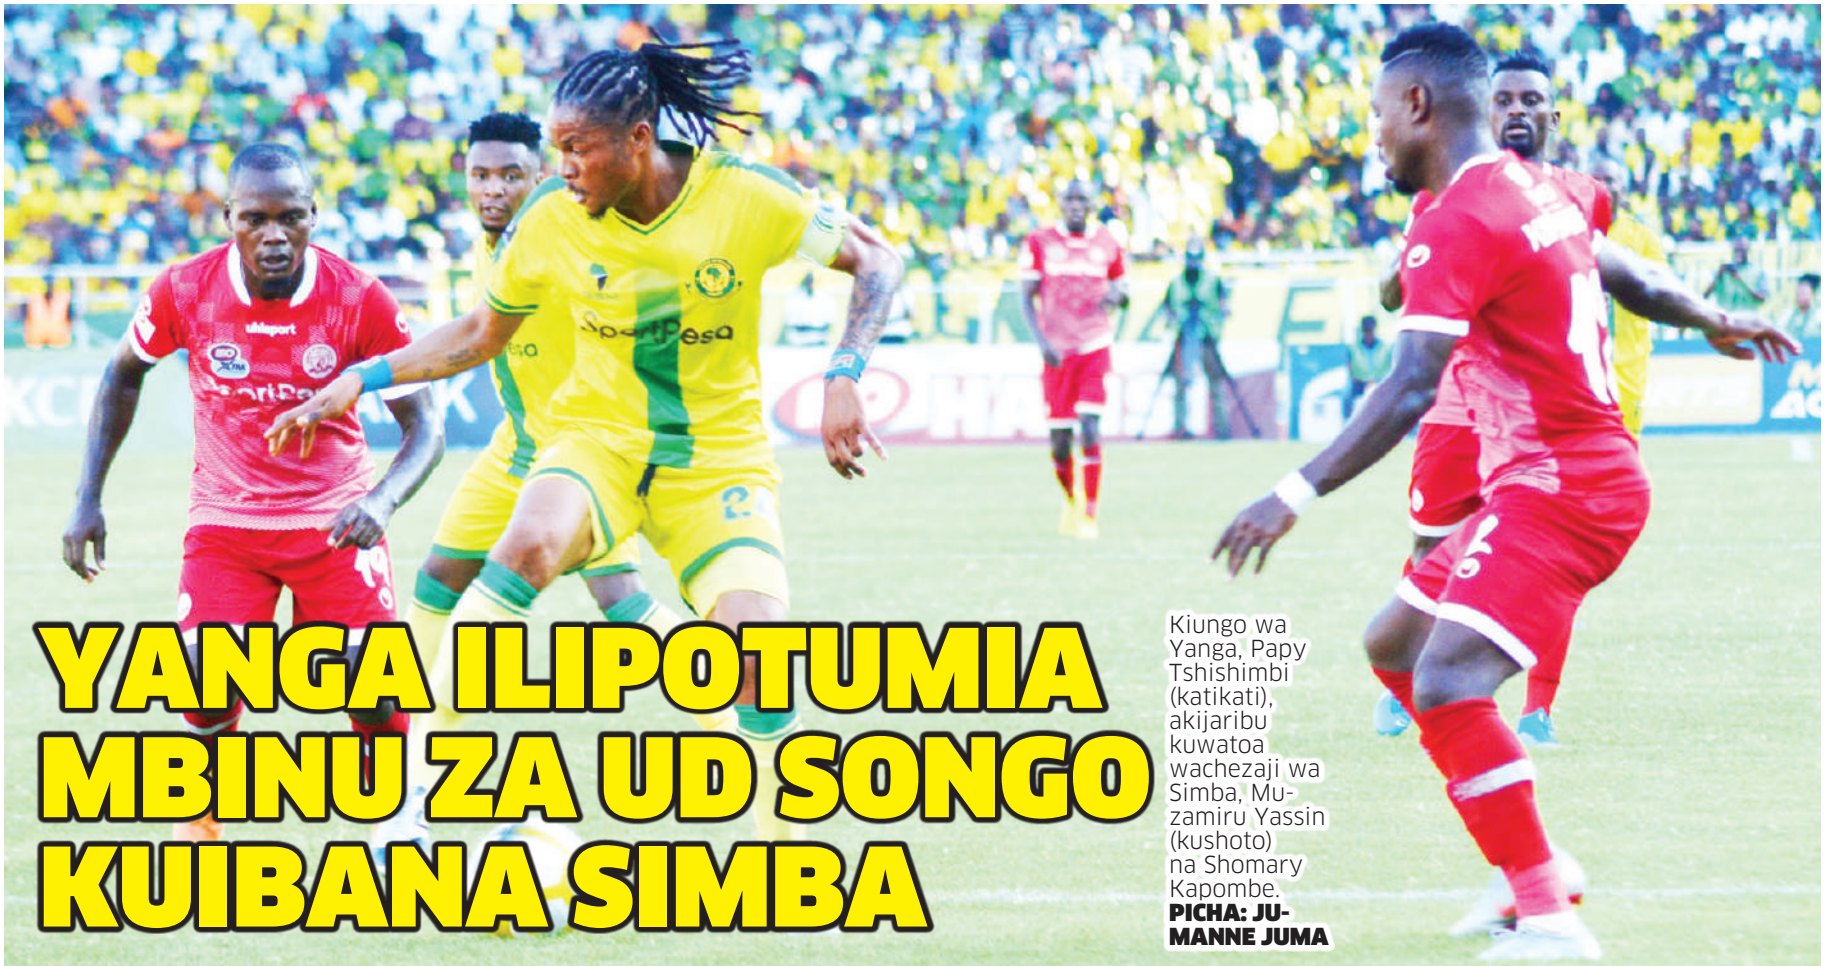 YANGA ILIPOTUMIA
MBINU ZA UD SONGO
KUIBANA SIMBA
Kiungo wa
Yanga, Papy
Tshishimbi
(katikati),
akijaribu
kuwatoa
wachezaji wa
Simba, Mu-
zamiru Yassin
(kushoto)
na Shomary
Kapombe.
PICHA: JU-
MANNE JUMA
uhlsport
SportPesa
19